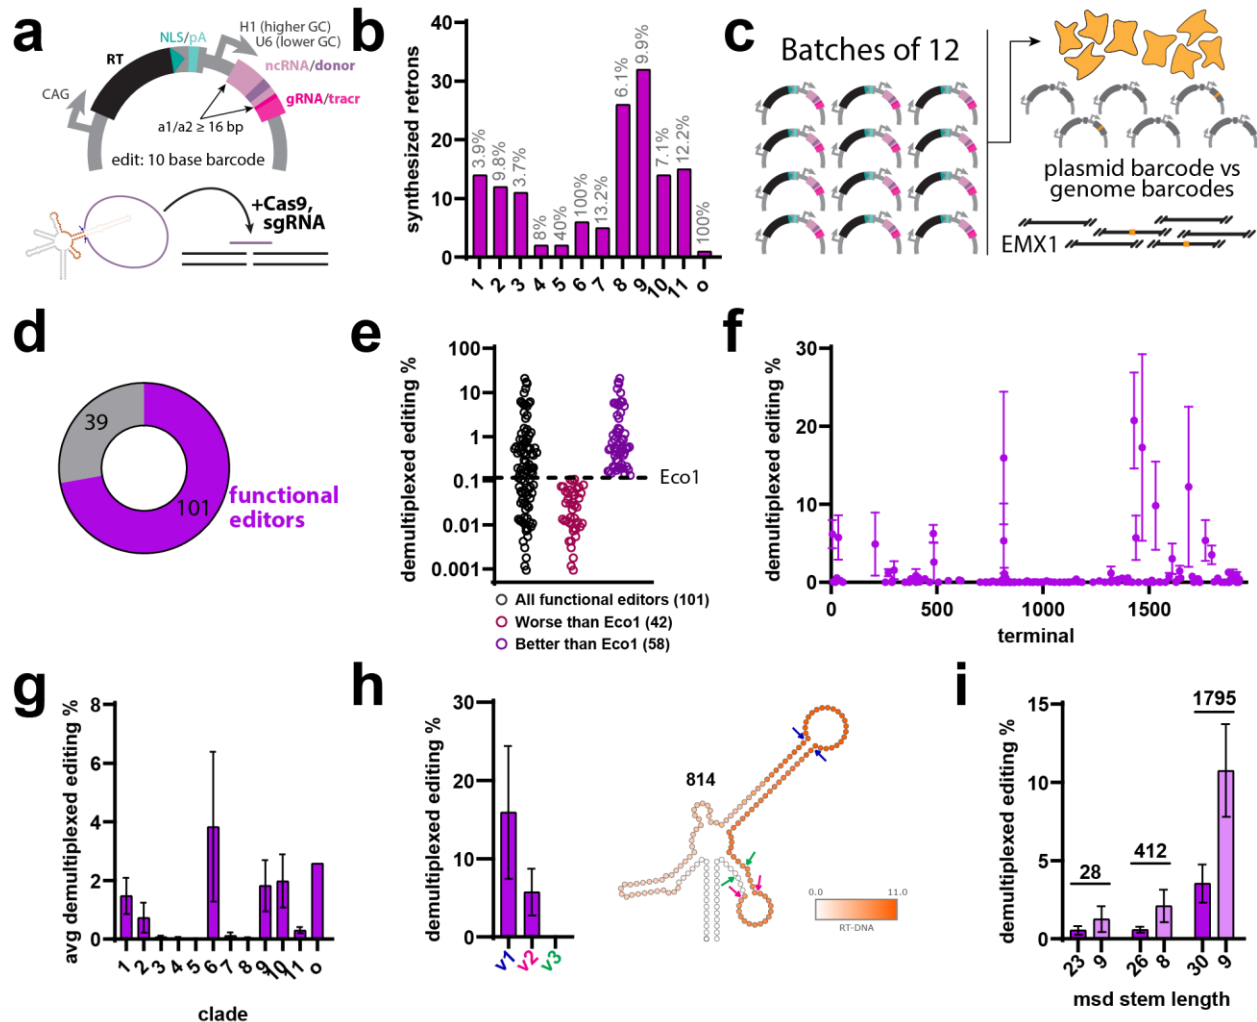 a
H1 (higher GC)
U6 (lower GC)
NLS/pA
RT
ncRNA/donor
CAG
gRNA/tracr
a1/a2 ≥ 16 bp
edit: 10 base barcode
+Cas9,
sgRNA
b
synthesized retrons
40
30
20
10
0
3.9%
9.8%
3.7%
8%
40%
100%
13.2%
6.1%
9.9%
7.1%
12.2%
100%
1 2 3 4 5 6 7 8 9 10 11 o
c
Batches of 12
plasmid barcode vs
genome barcodes
EMX1
d
39
101
functional
editors
e
demultiplexed editing %
100
10
1
0.1
0.01
0.001
Eco1
All functional editors (101)
Worse than Eco1 (42)
Better than Eco1 (58)
f
demultiplexed editing %
30
20
10
0
0 500 1000 1500
terminal
g
avg demultiplexed editing %
8
6
4
2
0
1 2 3 4 5 6 7 8 9 10 11 o
clade
h
demultiplexed editing %
30
20
10
0
v1 v2 v3
814
0.0 11.0
RT-DNA
i
demultiplexed editing %
15
10
5
0
28
412
1795
23 9 26 8 30 9
msd stem length